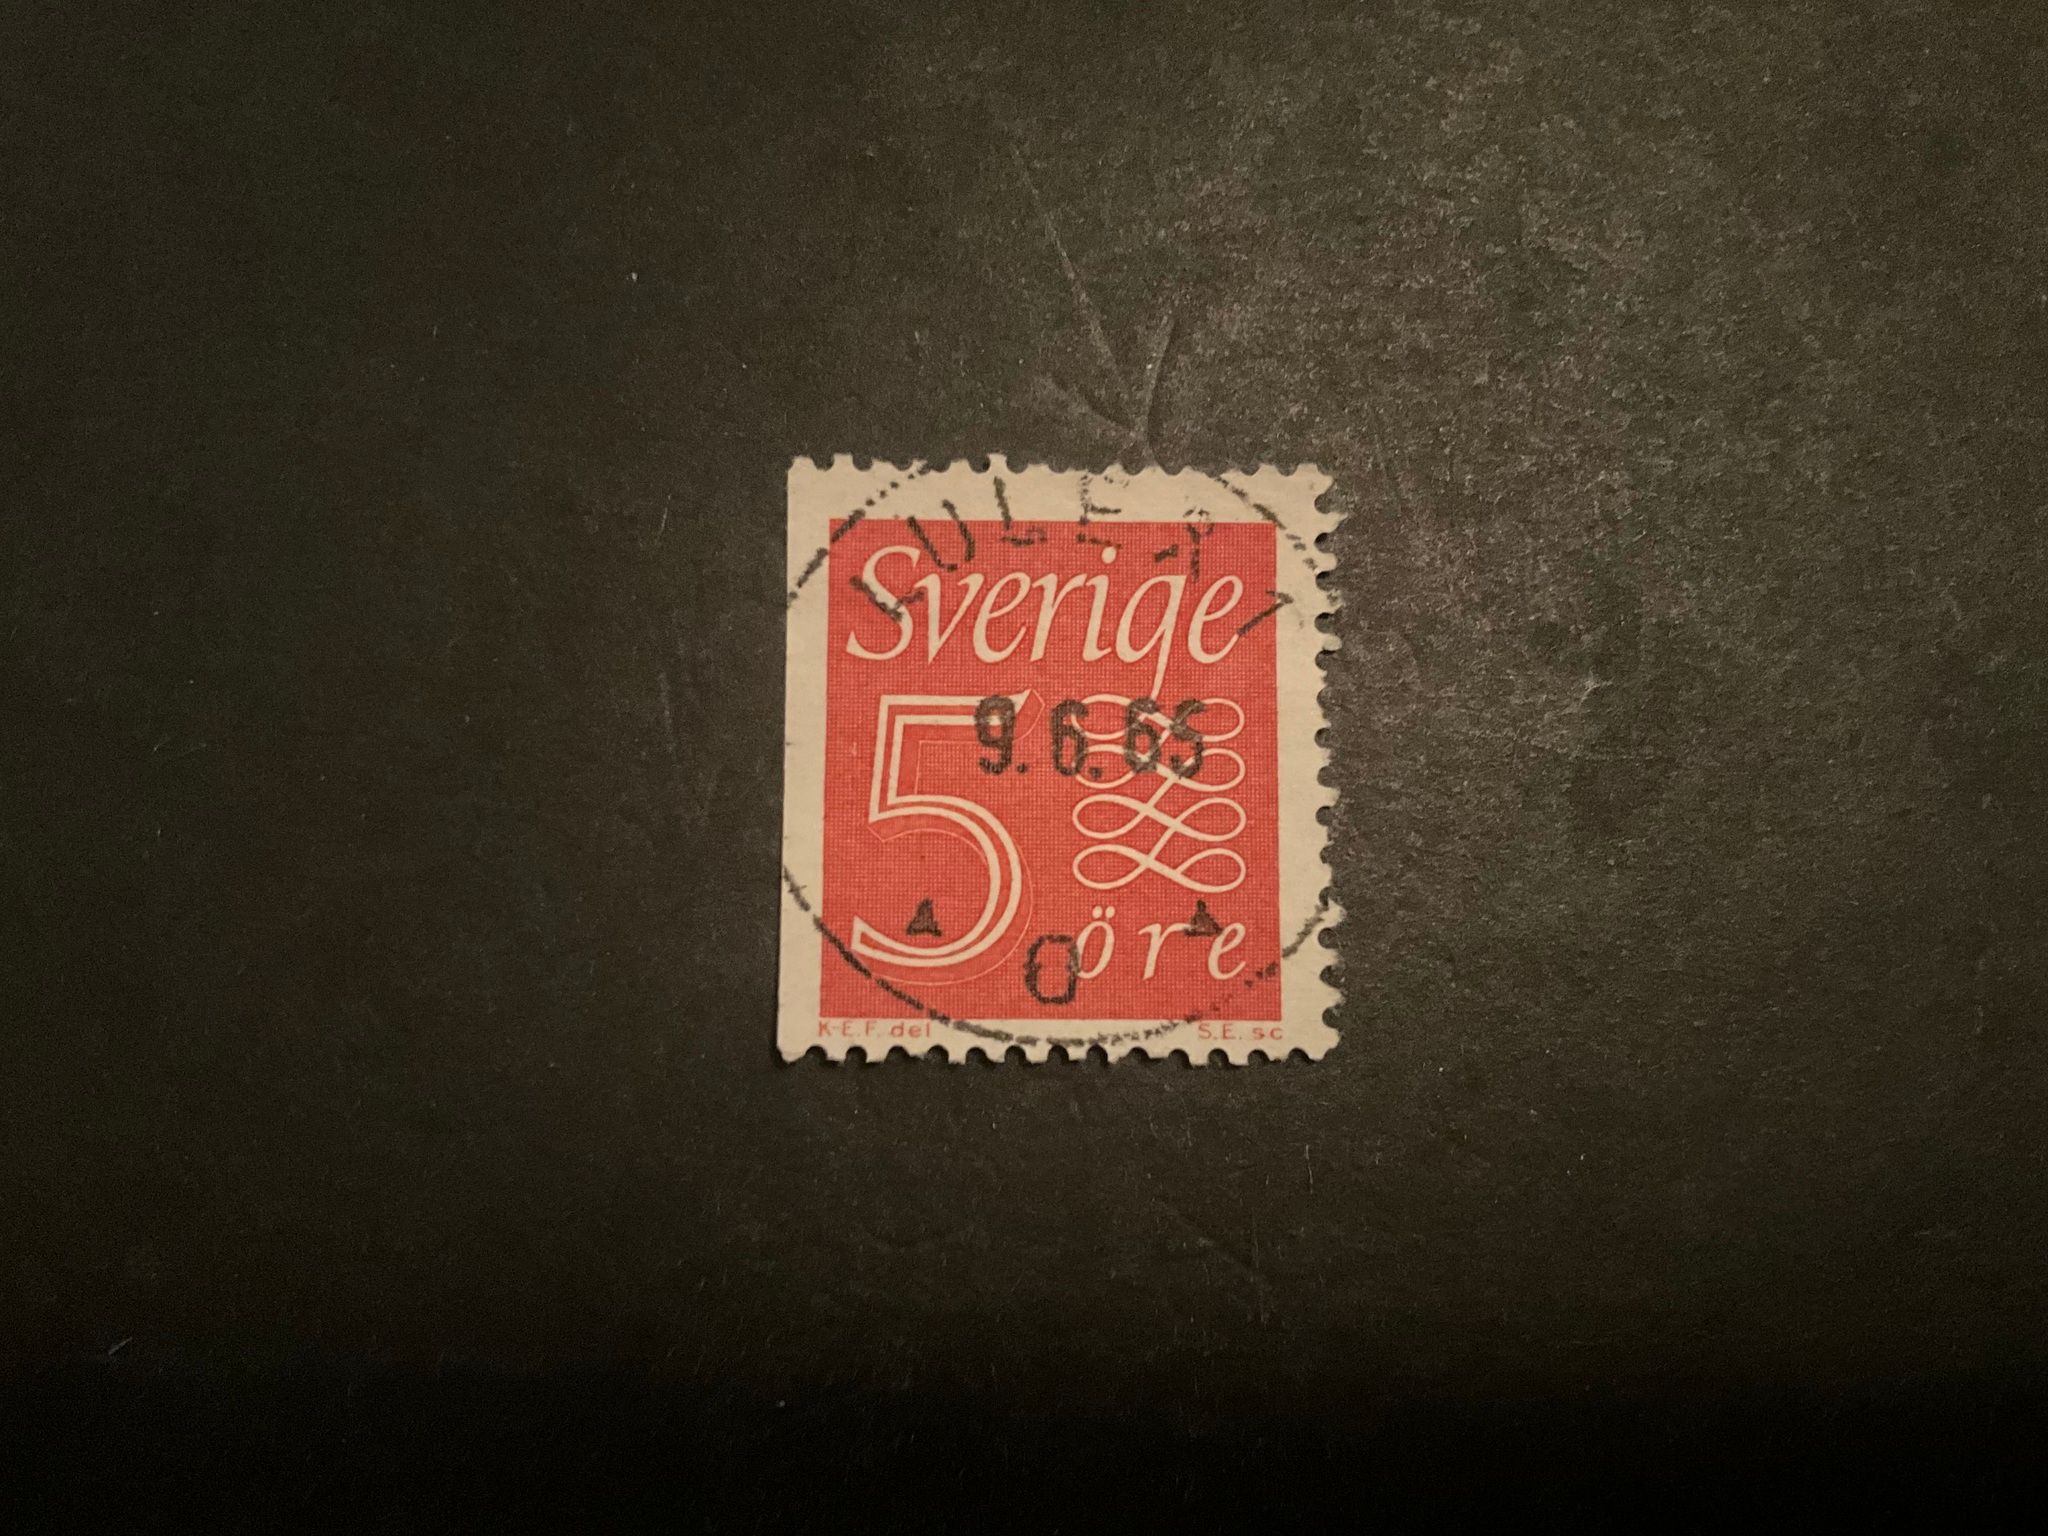 Sverige
9.6.65
5
öre
O
K-E.F. del S.E. sc